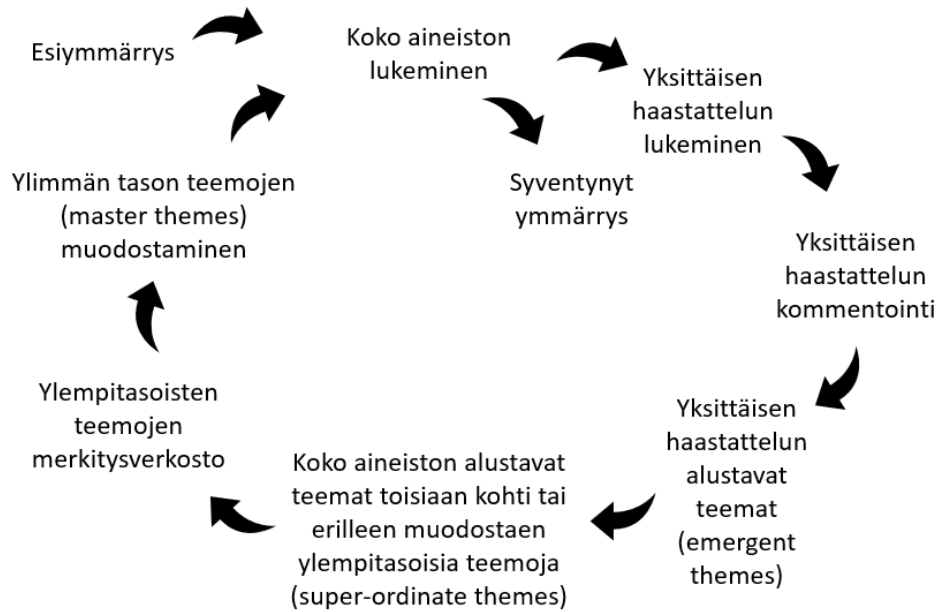 Esiymmärrys
Koko aineiston
lukeminen
Yksittäisen
haastattelun
lukeminen
Syventynyt
ymmärrys
Yksittäisen
haastattelun
kommentointi
Yksittäisen
haastattelun
alustavat
teemat
(emergent
themes)
Koko aineiston alustavat
teemat toisiaan kohti tai
erilleen muodostaen
ylempitasoisia teemoja
(super-ordinate themes)
Ylempitasoisten
teemojen
merkitysverkosto
Ylimmän tason teemojen
(master themes)
muodostaminen